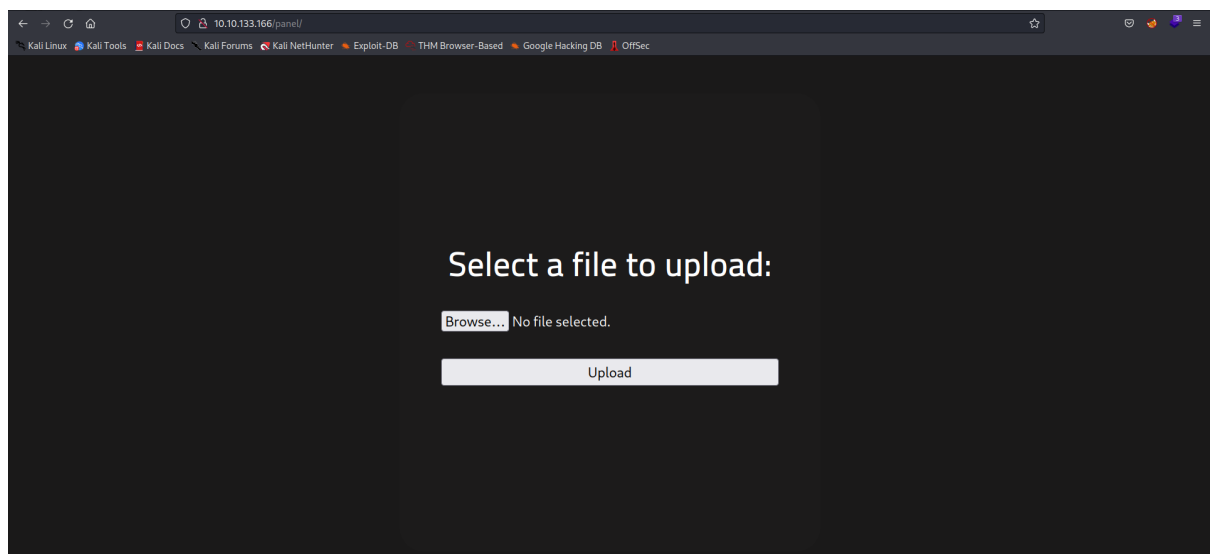 10.10.133.166/panel/
3
Kali Linux Kali Tools Kali Docs Kali Forums Kali NetHunter Exploit-DB THM Browser-Based Google Hacking DB OffSec
Select a file to upload:
Browse... No file selected.
Upload